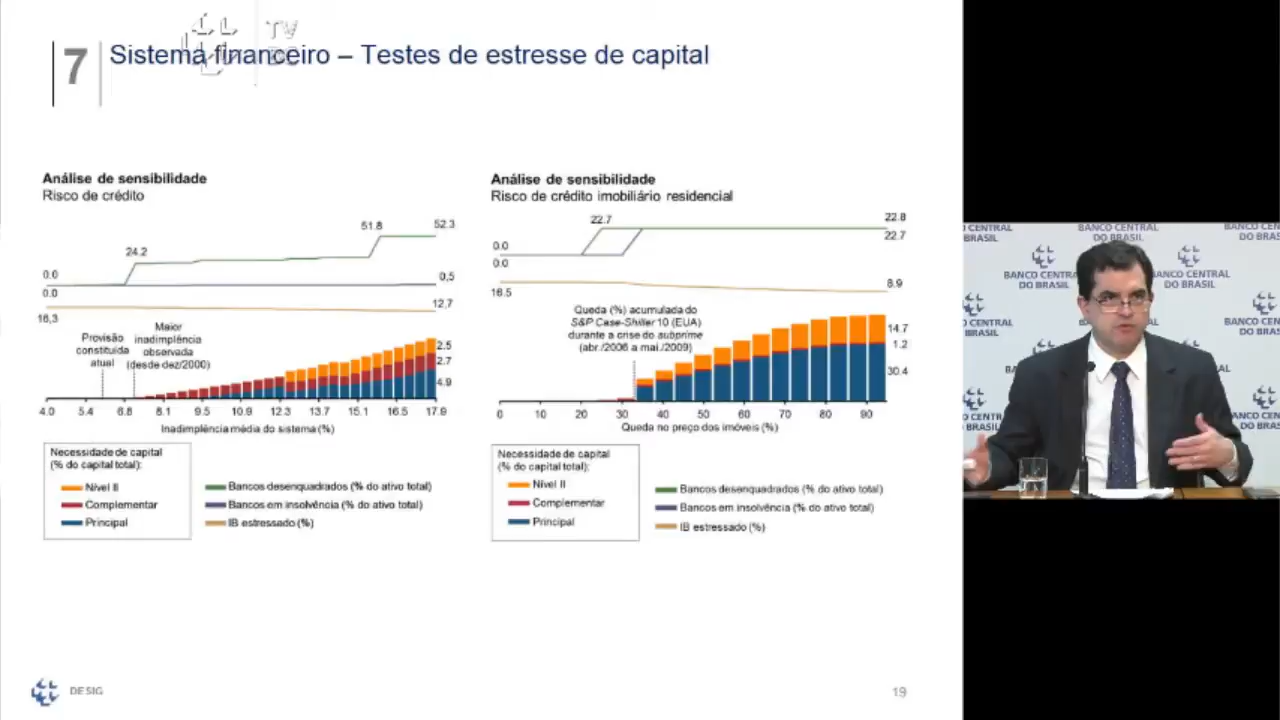 TV
BC
7
Sistema financeiro – Testes de estresse de capital
Análise de sensibilidade
Risco de crédito
24.2
51.8
52.3
0.0
0.0
0,5
16,3
12,7
Provisão
constituída
atual
Maior
inadimplência
observada
(desde dez/2000)
2.5
2.7
4.9
4.0 5.4 6.8 8.1 9.5 10.9 12.3 13.7 15.1 16.5 17.9
Inadimplência média do sistema (%)
Necessidade de capital
(% do capital total):
Nível II
Complementar
Principal
Bancos desenquadrados (% do ativo total)
Bancos em insolvência (% do ativo total)
IB estressado (%)
Análise de sensibilidade
Risco de crédito imobiliário residencial
22.7
22.8
22.7
0.0
0.0
16.5
8.9
Queda (%) acumulada do
S&P Case-Shiller 10 (EUA)
durante a crise do subprime
(abr./2006 a mai./2009)
14.7
1.2
30.4
0 10 20 30 40 50 60 70 80 90
Queda no preço dos imóveis (%)
Necessidade de capital
(% do capital total):
Nível II
Complementar
Principal
Bancos desenquadrados (% do ativo total)
Bancos em insolvência (% do ativo total)
IB estressado (%)
DESIG
19
BANCO CENTRAL
DO BRASIL
BANCO CENTRAL
DO BRASIL